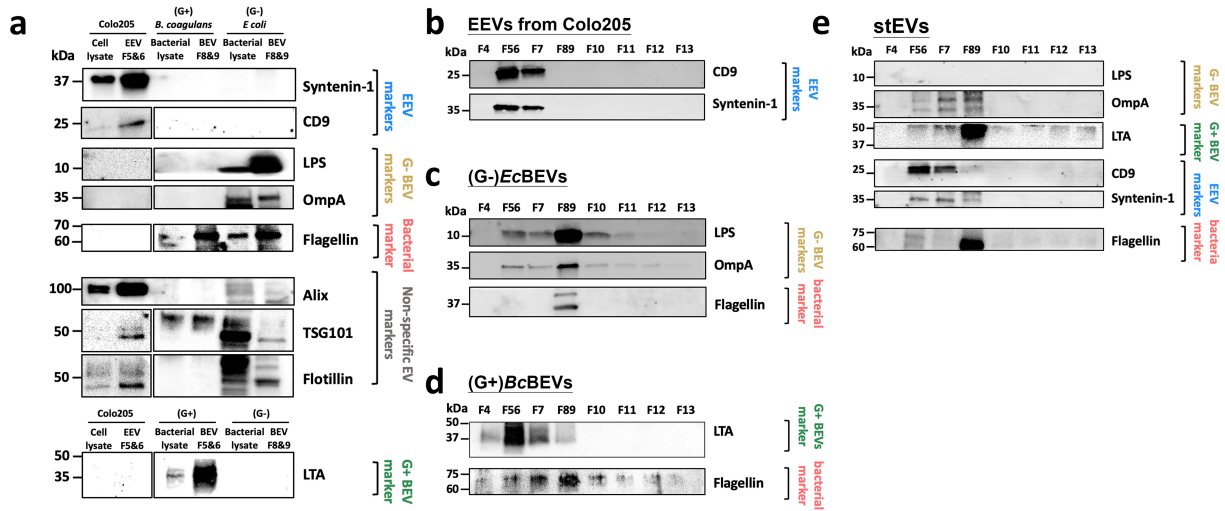 a
Colo205
(G+)
B. coagulans
(G-)
E coli
Cell lysate
EEV F5&6
Bacterial lysate
BEV F8&9
Bacterial lysate
BEV F8&9
kDa
37
Syntenin-1
25
CD9
EEV markers
10
LPS
35
OmpA
G- BEV markers
70
60
Flagellin
Bacterial marker
100
Alix
50
TSG101
50
Flotillin
Non-specific EV markers
Colo205
(G+)
(G-)
Cell lysate
EEV F5&6
Bacterial lysate
BEV F5&6
Bacterial lysate
BEV F8&9
50
35
LTA
G+ BEV marker
b
EEVs from Colo205
kDa
F4 F56 F7 F89 F10 F11 F12 F13
25
CD9
35
Syntenin-1
EEV markers
c
(G-)EcBEVs
kDa
F4 F56 F7 F89 F10 F11 F12 F13
10
LPS
35
OmpA
G- BEV markers
37
Flagellin
bacterial marker
d
(G+)BcBEVs
kDa
F4 F56 F7 F89 F10 F11 F12 F13
50
37
LTA
G+ BEVs marker
75
60
Flagellin
bacterial marker
e
stEVs
kDa
F4 F56 F7 F89 F10 F11 F12 F13
10
LPS
35
OmpA
G- BEV markers
50
37
LTA
G+ BEV marker
25
CD9
35
Syntenin-1
EEV markers
75
60
Flagellin
bacteria marker